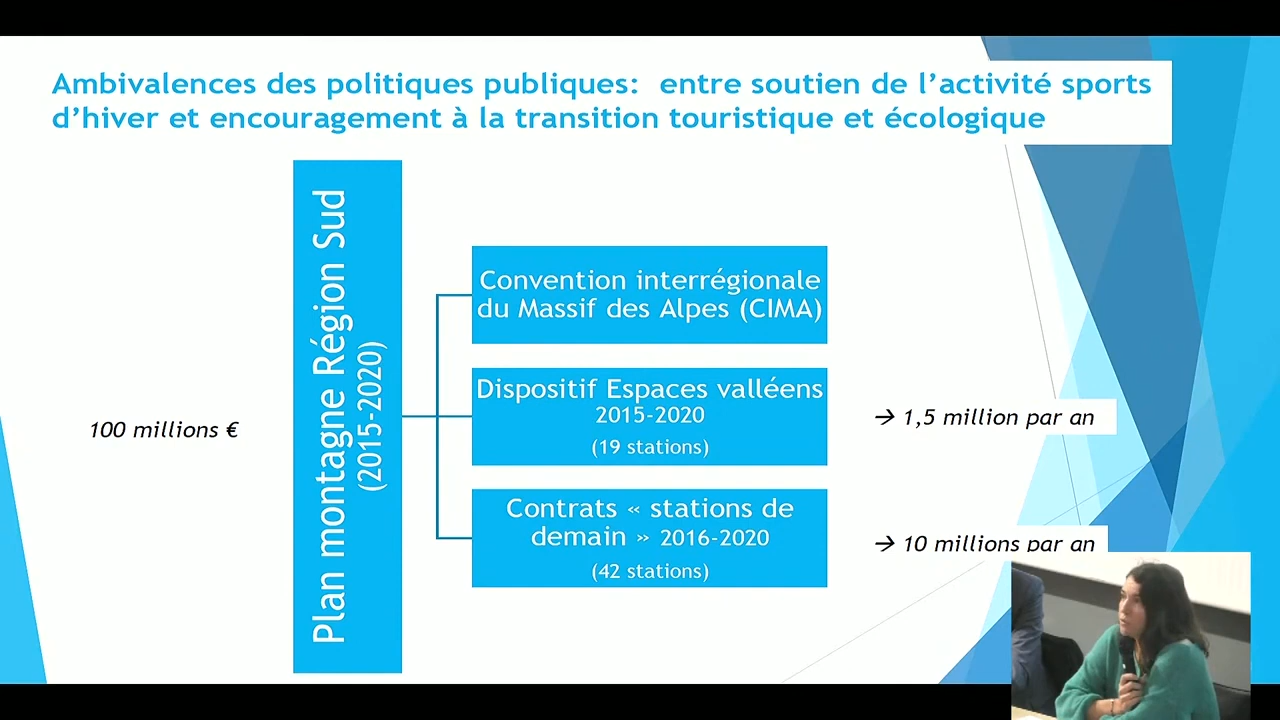 Ambivalences des politiques publiques: entre soutien de l’activité sports
d’hiver et encouragement à la transition touristique et écologique
100 millions €
Plan montagne Région Sud
(2015-2020)
Convention interrégionale
du Massif des Alpes (CIMA)
Dispositif Espaces valléens
2015-2020
(19 stations)
→ 1,5 million par an
Contrats « stations de
demain » 2016-2020
(42 stations)
→ 10 millions par an